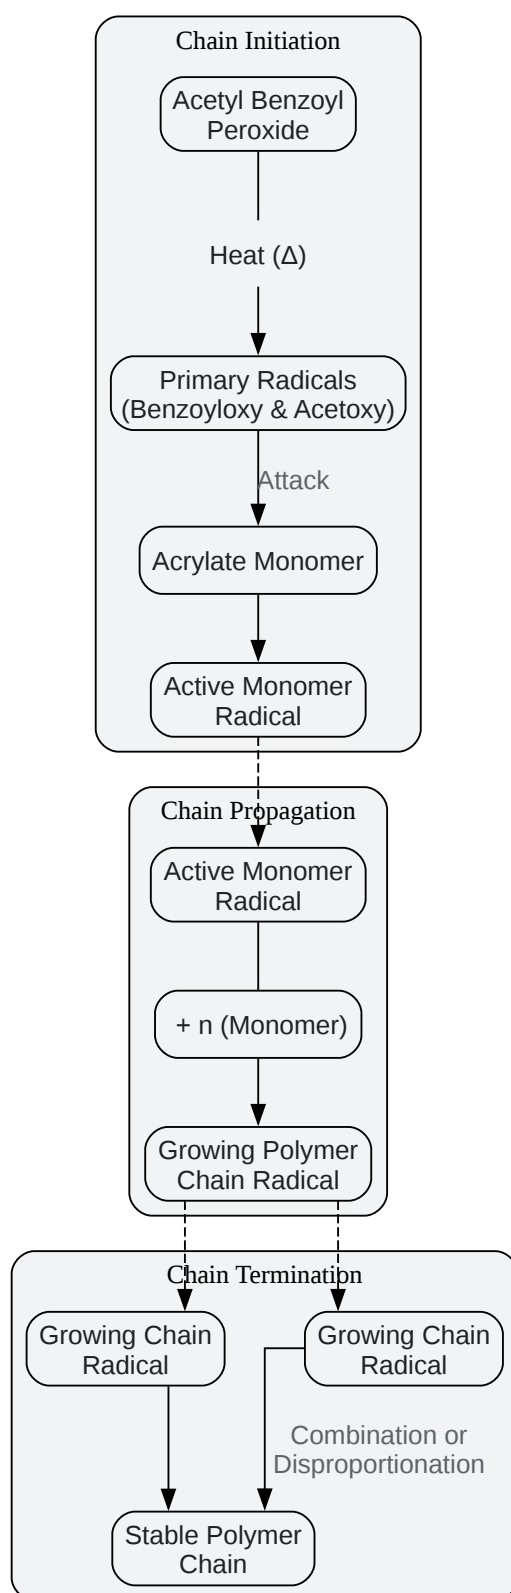 Chain Initiation
Acetyl Benzoyl
Peroxide
Heat (Δ)
Primary Radicals
(Benzoyloxy & Acetoxy)
Attack
Acrylate Monomer
Active Monomer
Radical
Chain Propagation
Active Monomer
Radical
+ n (Monomer)
Growing Polymer
Chain Radical
Chain Termination
Growing Chain
Radical
Growing Chain
Radical
Combination or
Disproportionation
Stable Polymer
Chain